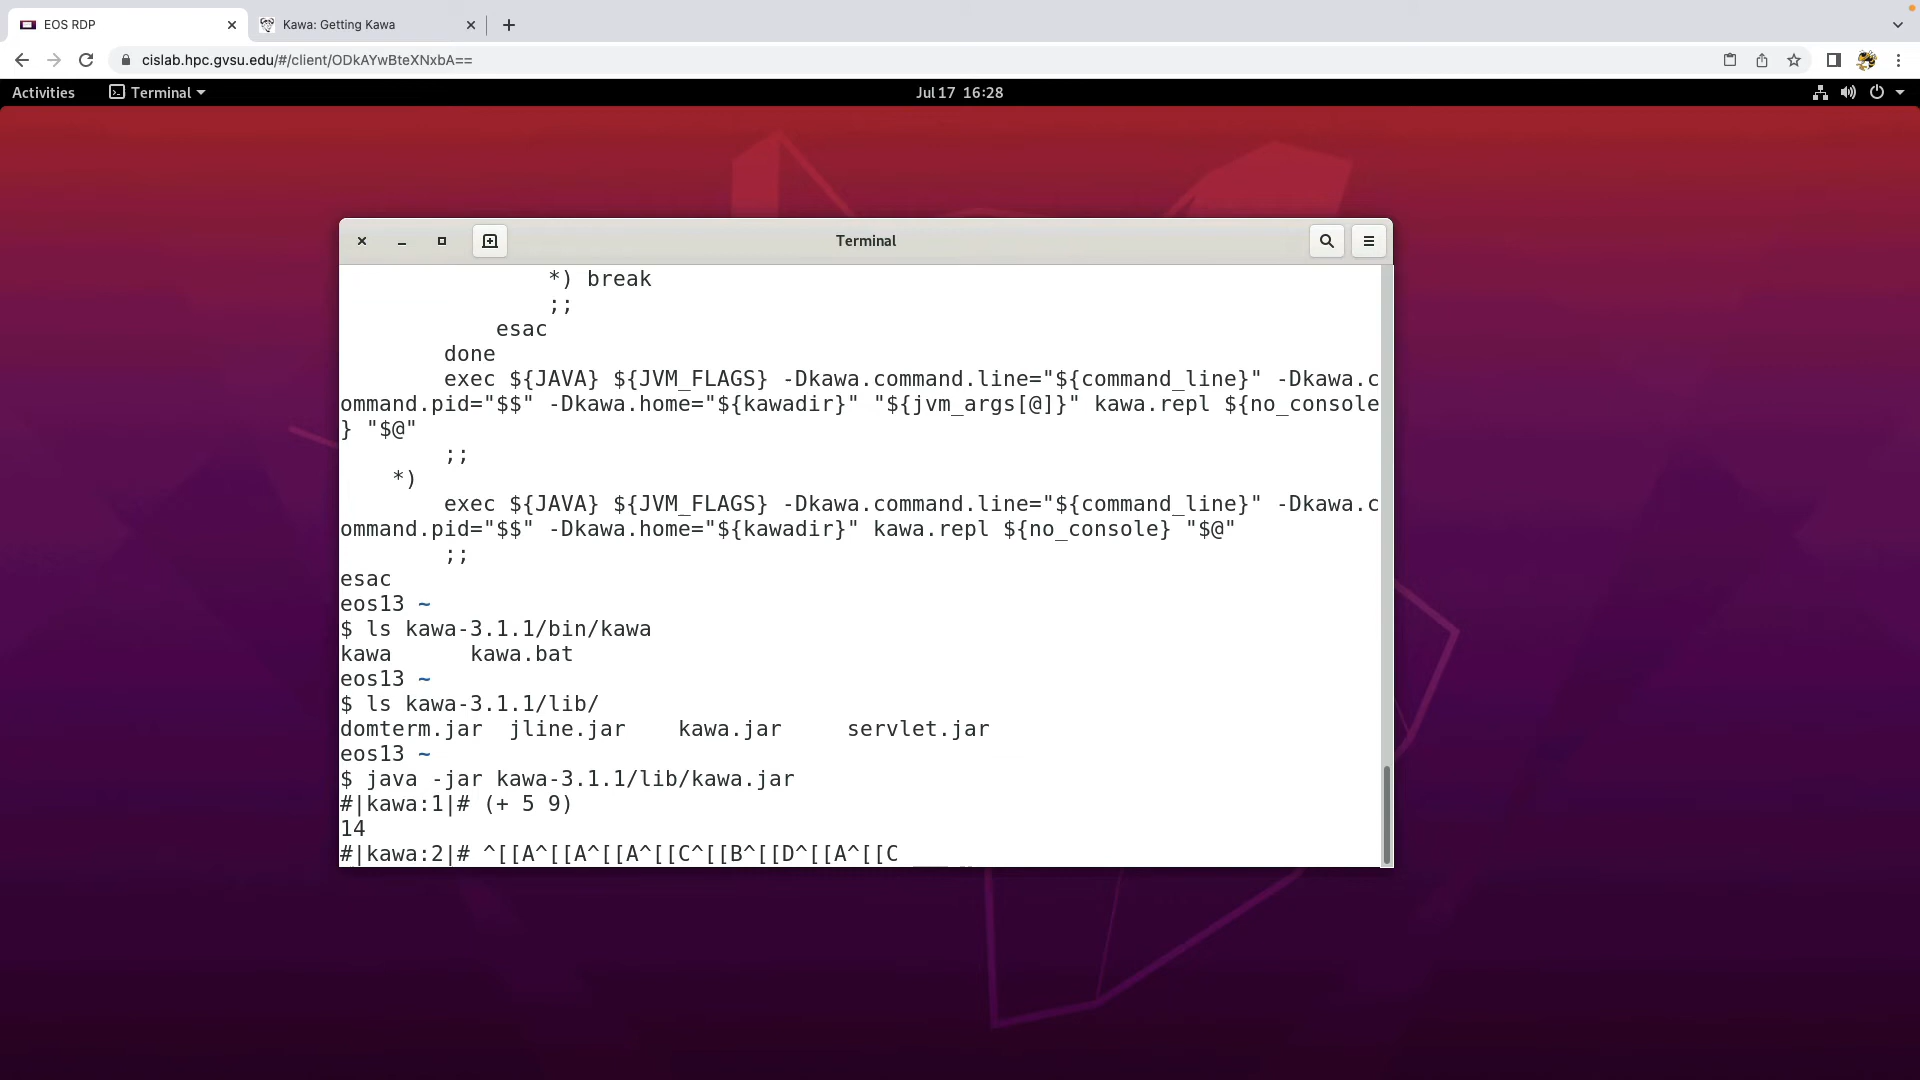 EOS RDP
Kawa: Getting Kawa
cislab.hpc.gvsu.edu/#/client/ODkAYwBteXNxbA==
Activities
Terminal
Jul 17 16:28
Terminal
*) break
;;
esac
done
exec ${JAVA} ${JVM_FLAGS} -Dkawa.command.line="${command_line}" -Dkawa.c
ommand.pid="$$" -Dkawa.home="${kawadir}" "${jvm_args[@]}" kawa.repl ${no_console
} "$@"
;;
*)
exec ${JAVA} ${JVM_FLAGS} -Dkawa.command.line="${command_line}" -Dkawa.c
ommand.pid="$$" -Dkawa.home="${kawadir}" kawa.repl ${no_console} "$@"
;;
esac
eos13 ~
$ ls kawa-3.1.1/bin/kawa
kawa kawa.bat
eos13 ~
$ ls kawa-3.1.1/lib/
domterm.jar jline.jar kawa.jar servlet.jar
eos13 ~
$ java -jar kawa-3.1.1/lib/kawa.jar
#|kawa:1|# (+ 5 9)
14
#|kawa:2|# ^[[A^[[A^[[A^[[C^[[B^[[D^[[A^[[C